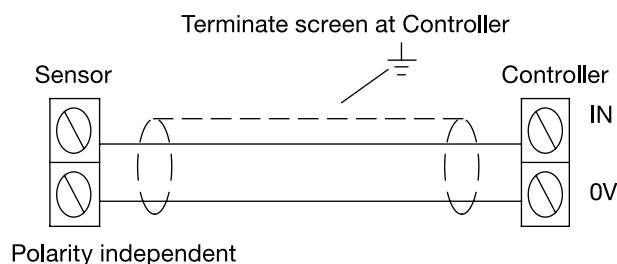 Terminate screen at Controller
Sensor
Controller
IN
0V
Polarity independent